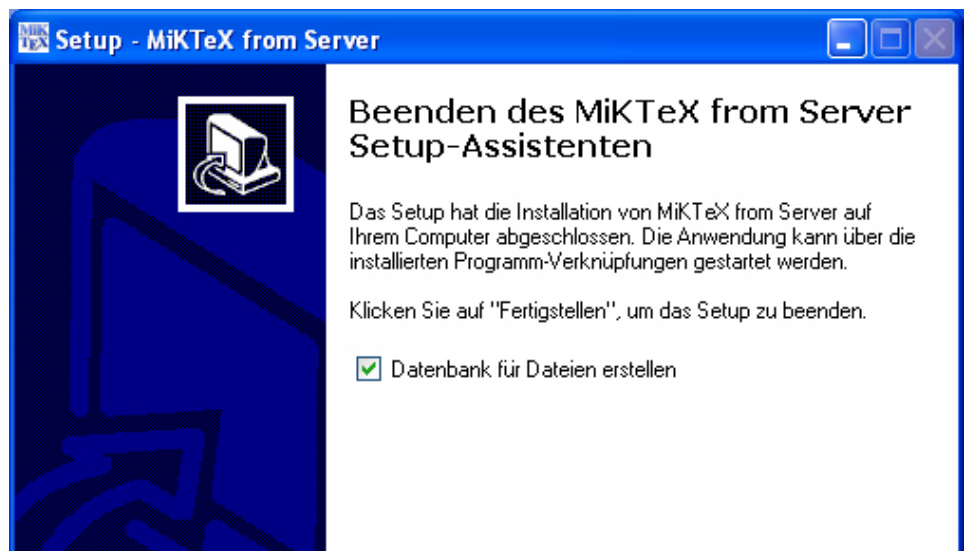 MIK
TEX Setup - MiKTeX from Server
Beenden des MiKTeX from Server
Setup-Assistenten
Das Setup hat die Installation von MiKTeX from Server auf
Ihrem Computer abgeschlossen. Die Anwendung kann über die
installierten Programm-Verknüpfungen gestartet werden.
Klicken Sie auf "Fertigstellen", um das Setup zu beenden.
Datenbank für Dateien erstellen